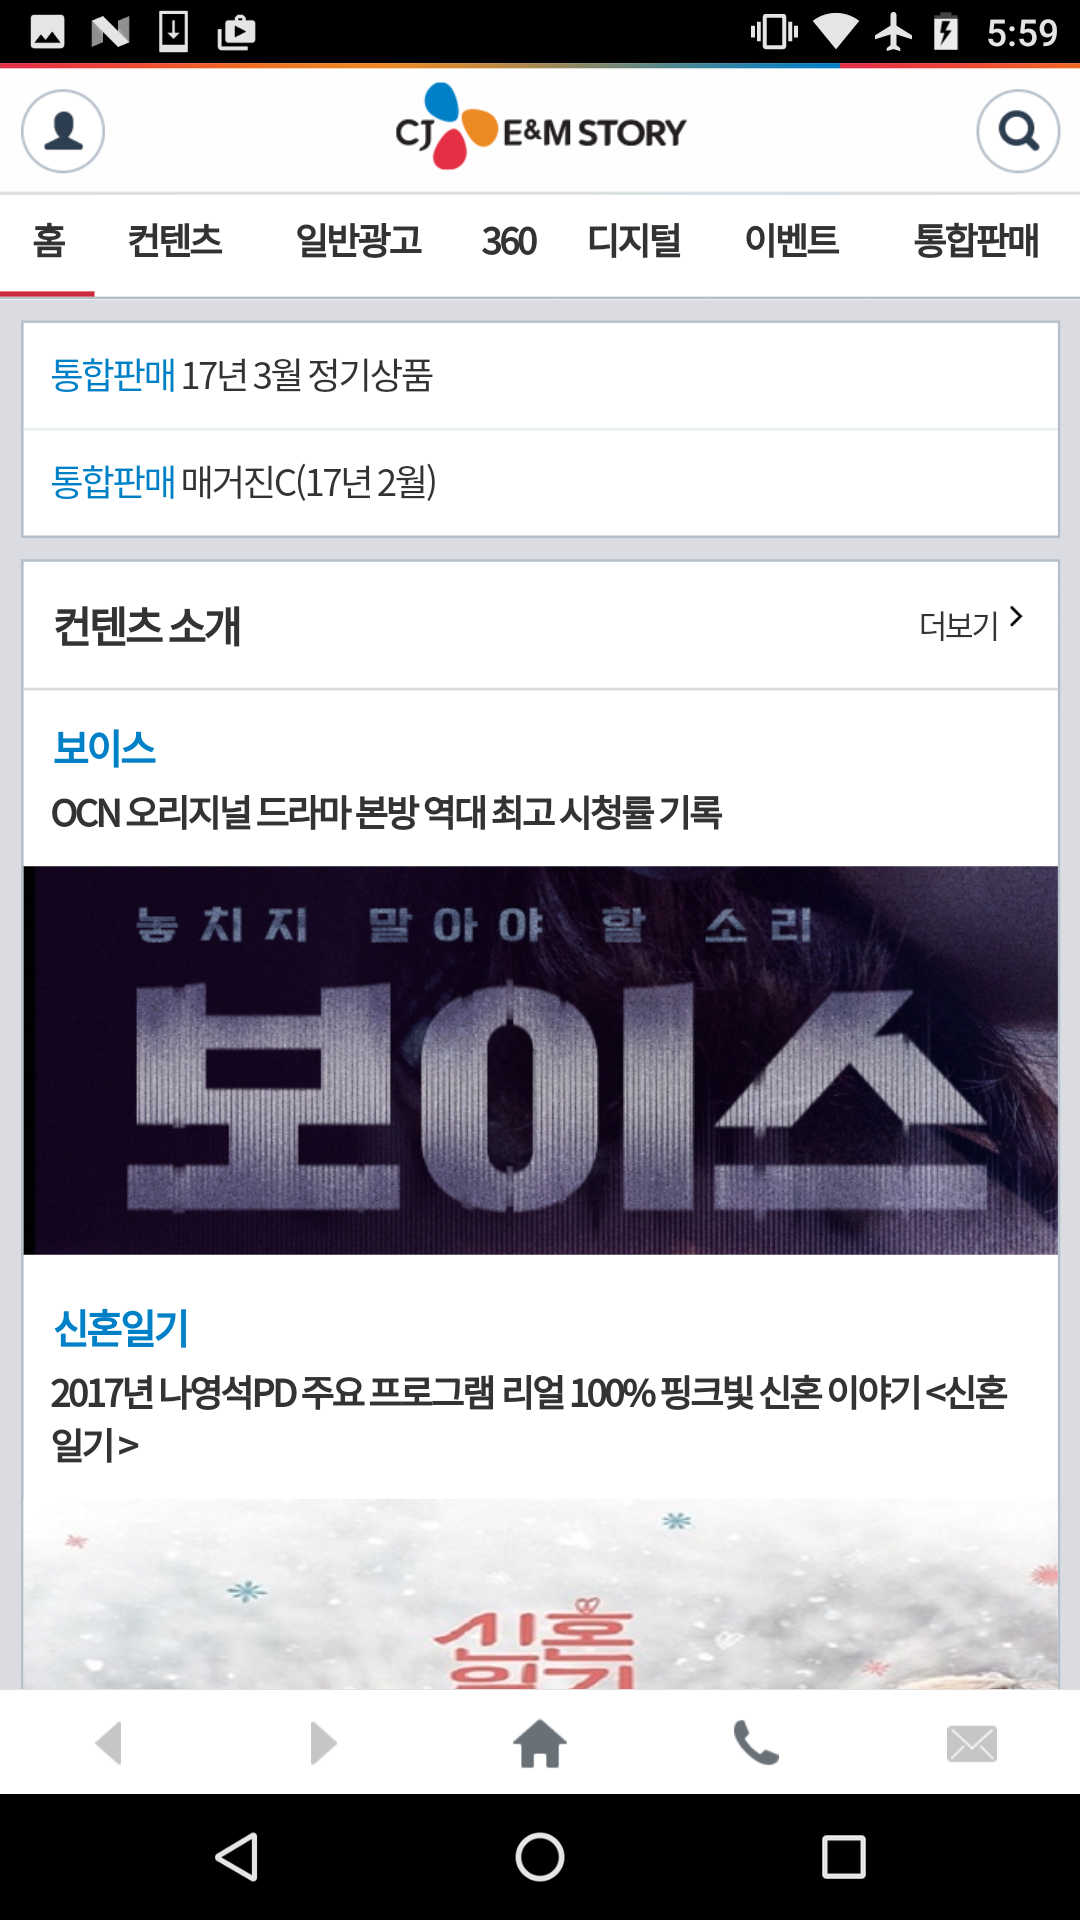 5:59
CJ E&M STORY
홈 컨텐츠 일반광고 360 디지털 이벤트 통합판매
통합판매 17년 3월 정기상품
통합판매 매거진C(17년 2월)
컨텐츠 소개 더보기
보이스
OCN 오리지널 드라마 본방 역대 최고 시청률 기록
놓치지 말아야 할 소리
보이스
신혼일기
2017년 나영석PD 주요 프로그램 리얼 100% 핑크빛 신혼 이야기 <신혼
일기 >
신혼
일기